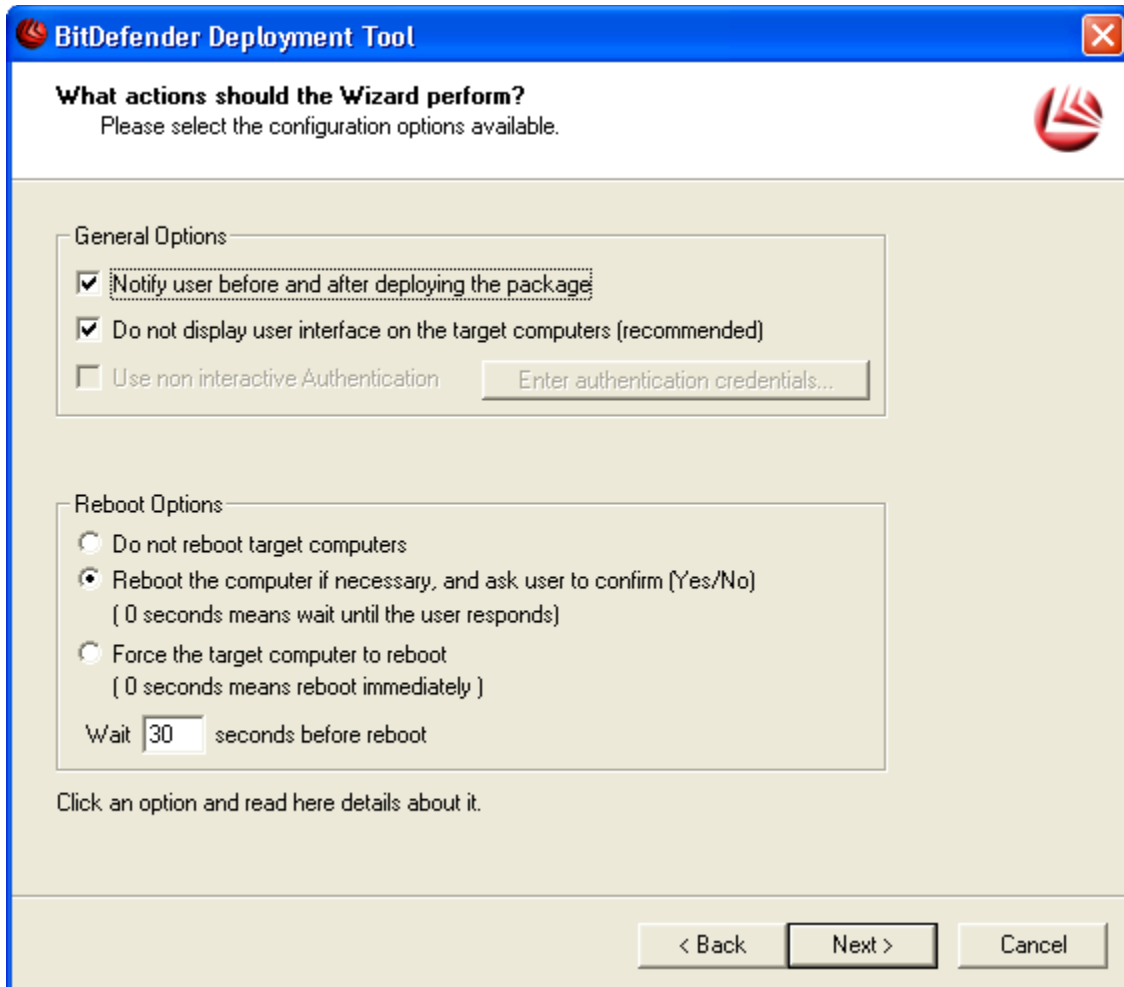 BitDefender Deployment Tool
What actions should the Wizard perform?
Please select the configuration options available.
General Options
Notify user before and after deploying the package
Do not display user interface on the target computers (recommended)
Use non interactive Authentication
Enter authentication credentials...
Reboot Options
Do not reboot target computers
Reboot the computer if necessary, and ask user to confirm (Yes/No)
( 0 seconds means wait until the user responds)
Force the target computer to reboot
( 0 seconds means reboot immediately )
Wait 30 seconds before reboot
Click an option and read here details about it.
< Back Next > Cancel